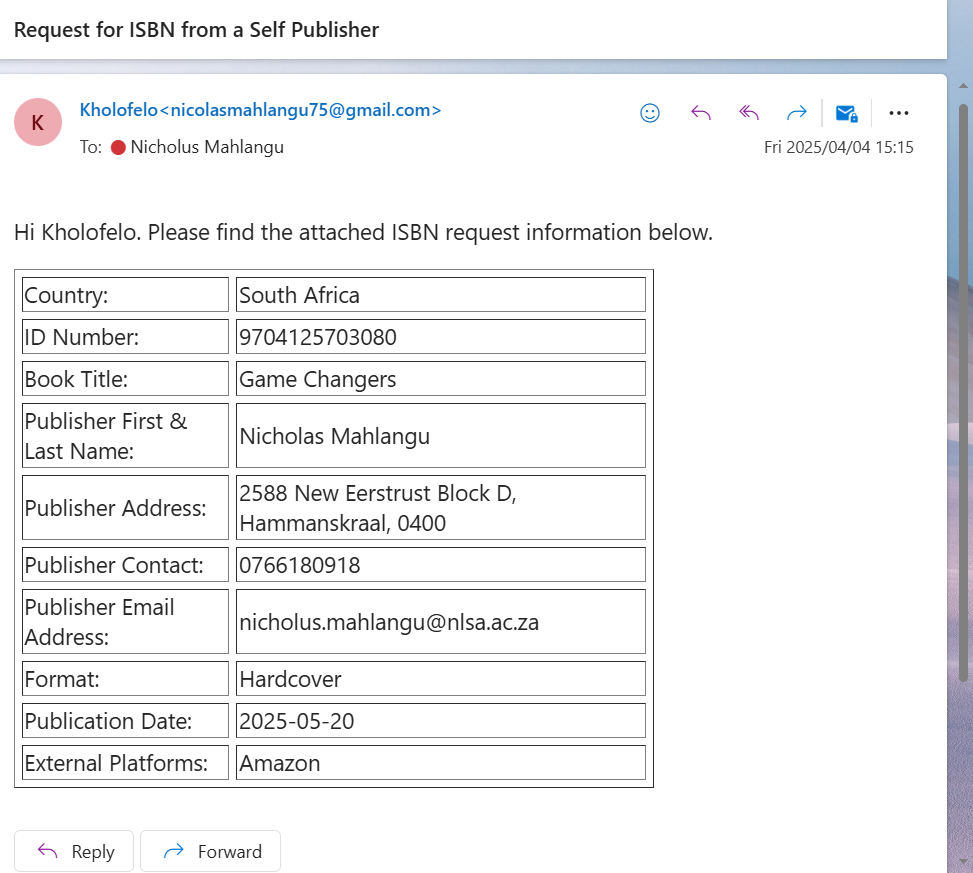 Request for ISBN from a Self Publisher
K
Kholofelo<nicolasmahlangu75@gmail.com>
To: Nicholus Mahlangu
Fri 2025/04/04 15:15
Hi Kholofelo. Please find the attached ISBN request information below.
Country: South Africa
ID Number: 9704125703080
Book Title: Game Changers
Publisher First &
Last Name: Nicholas Mahlangu
Publisher Address: 2588 New Eerstrust Block D,
Hammanskraal, 0400
Publisher Contact: 0766180918
Publisher Email
Address: nicholus.mahlangu@nlsa.ac.za
Format: Hardcover
Publication Date: 2025-05-20
External Platforms: Amazon
Reply Forward